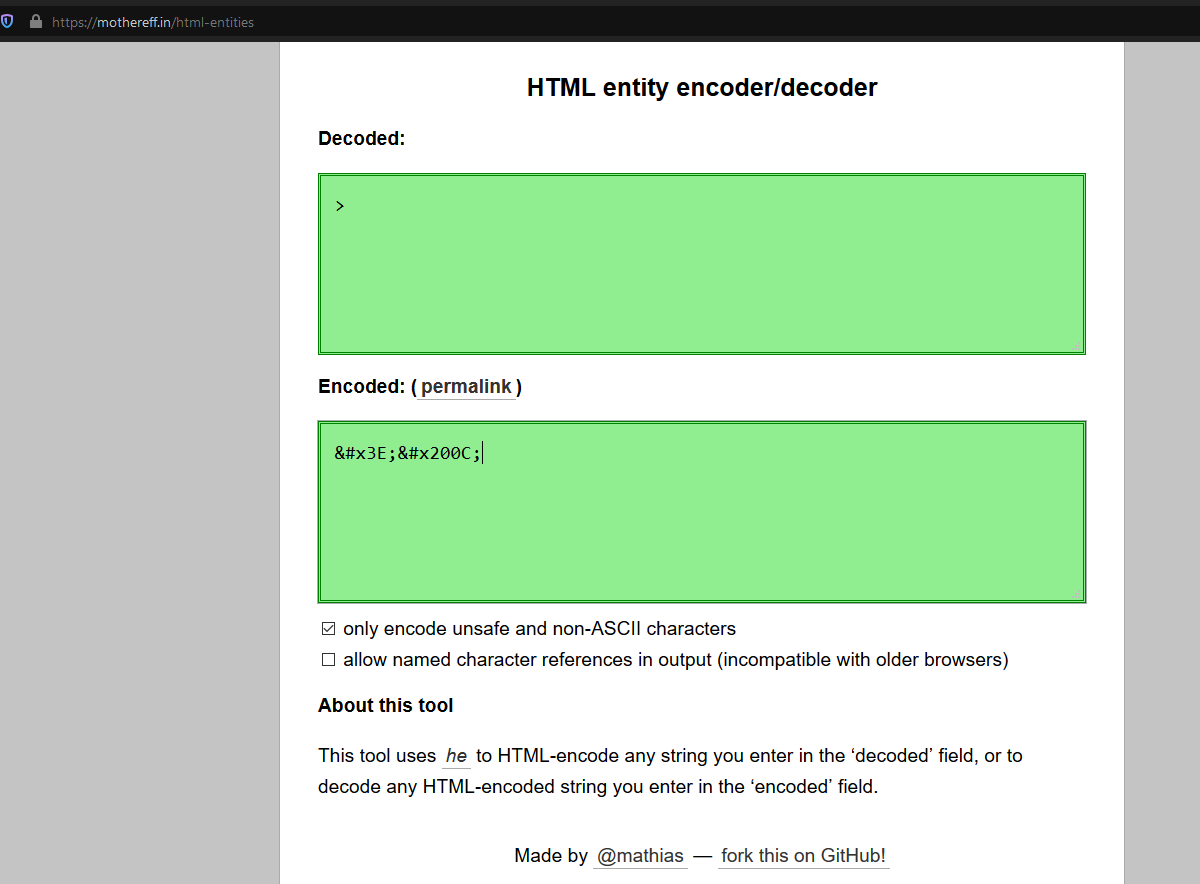 https://mothereff.in/html-entities
HTML entity encoder/decoder
Decoded:
>
Encoded: (permalink)
&#x3E;&#x200C;
only encode unsafe and non-ASCII characters
allow named character references in output (incompatible with older browsers)
About this tool
This tool uses he to HTML-encode any string you enter in the ‘decoded’ field, or to
decode any HTML-encoded string you enter in the ‘encoded’ field.
Made by @mathias — fork this on GitHub!